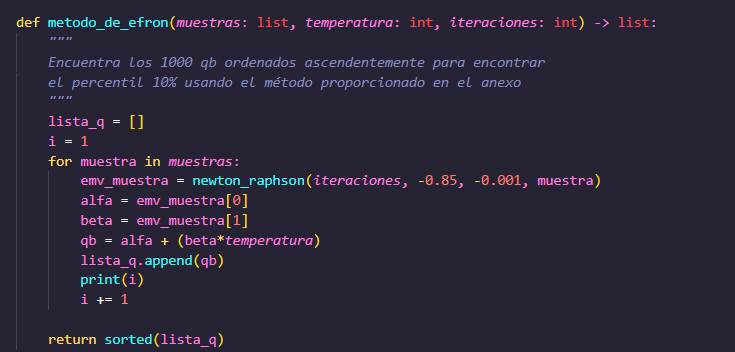 def metodo_de_efron(muestras: list, temperatura: int, iteraciones: int) -> list:
    """
    Encuentra los 1000 qb ordenados ascendentemente para encontrar
    el percentil 10% usando el método proporcionado en el anexo
    """
    lista_q = []
    i = 1
    for muestra in muestras:
        emv_muestra = newton_raphson(iteraciones, -0.85, -0.001, muestra)
        alfa = emv_muestra[0]
        beta = emv_muestra[1]
        qb = alfa + (beta*temperatura)
        lista_q.append(qb)
        print(i)
        i += 1

    return sorted(lista_q)